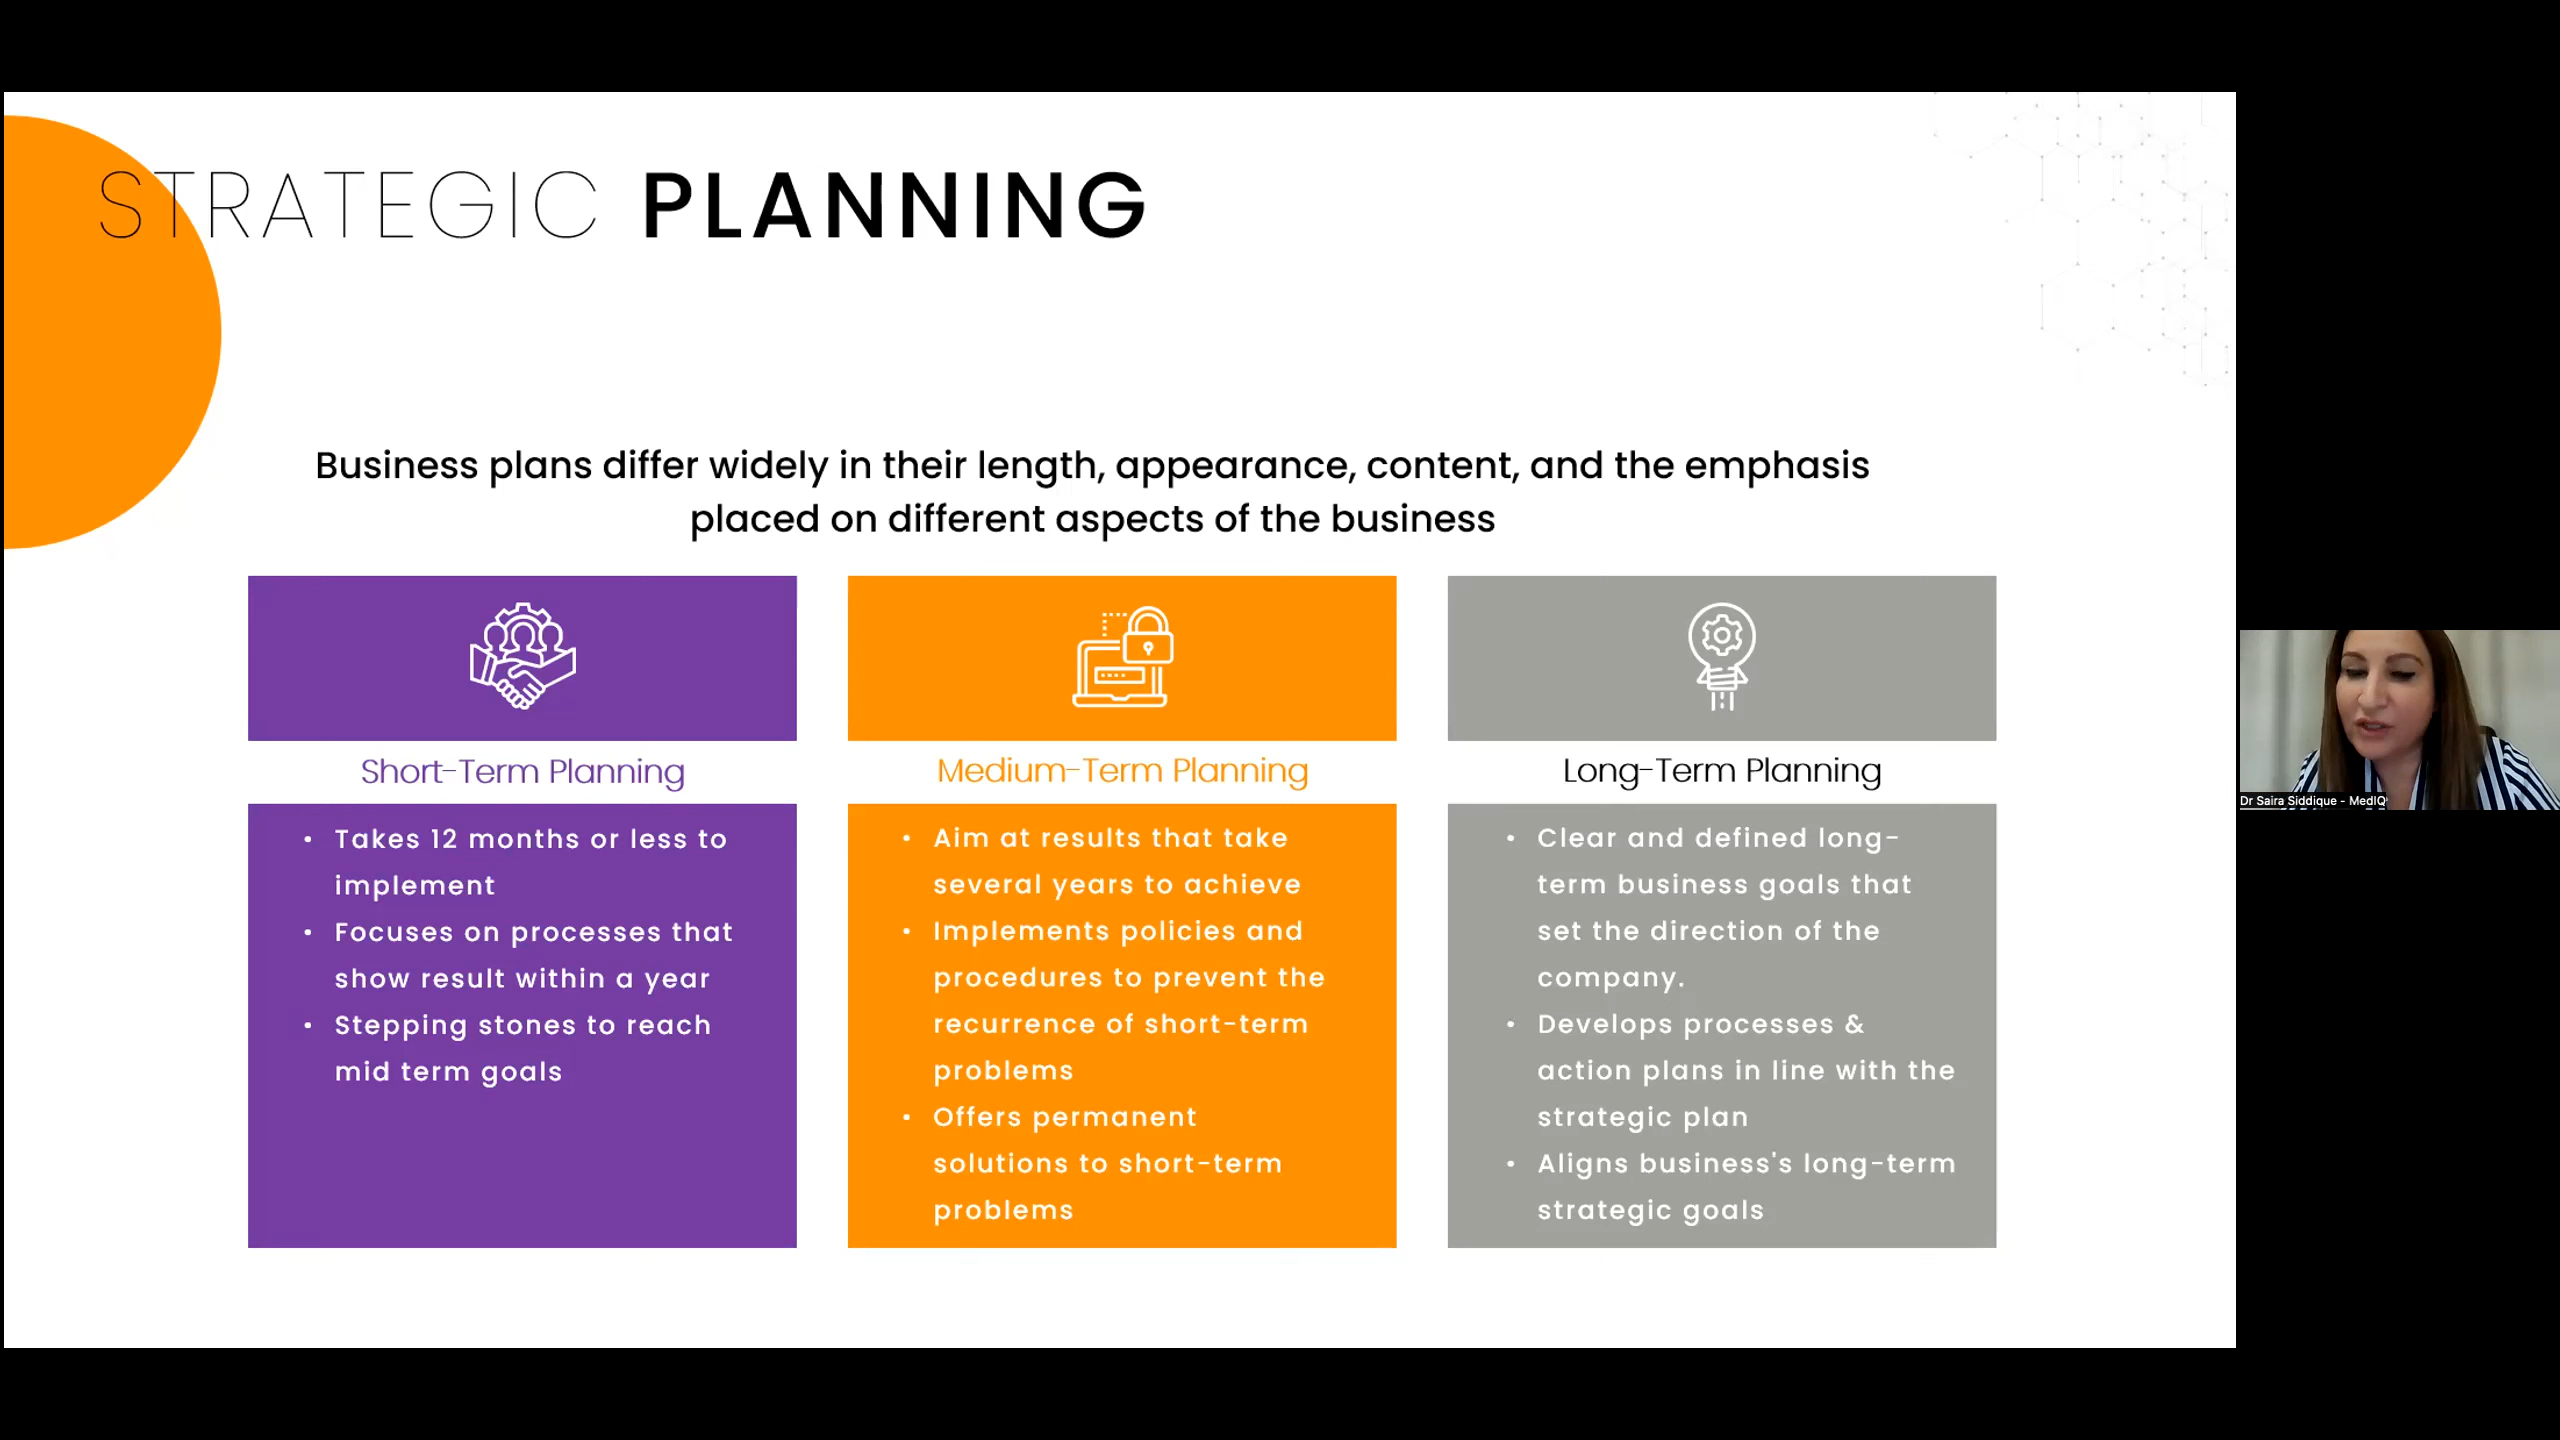 STRATEGIC PLANNING
Business plans differ widely in their length, appearance, content, and the emphasis
placed on different aspects of the business
Short-Term Planning
• Takes 12 months or less to
implement
• Focuses on processes that
show result within a year
• Stepping stones to reach
mid term goals
Medium-Term Planning
• Aim at results that take
several years to achieve
• Implements policies and
procedures to prevent the
recurrence of short-term
problems
• Offers permanent
solutions to short-term
problems
Long-Term Planning
• Clear and defined long-
term business goals that
set the direction of the
company.
• Develops processes &
action plans in line with the
strategic plan
• Aligns business's long-term
strategic goals
Dr Saira Siddique - MedIQ